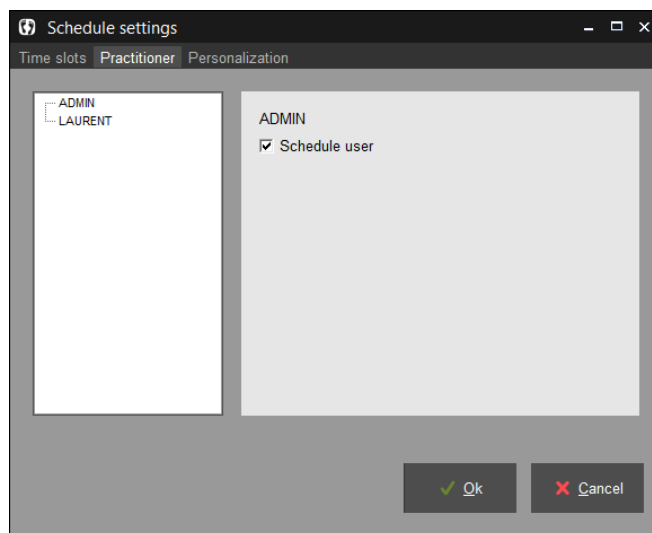 Schedule settings
Time slots Practitioner Personalization
ADMIN
LAURENT
ADMIN
Schedule user
Ok
Cancel